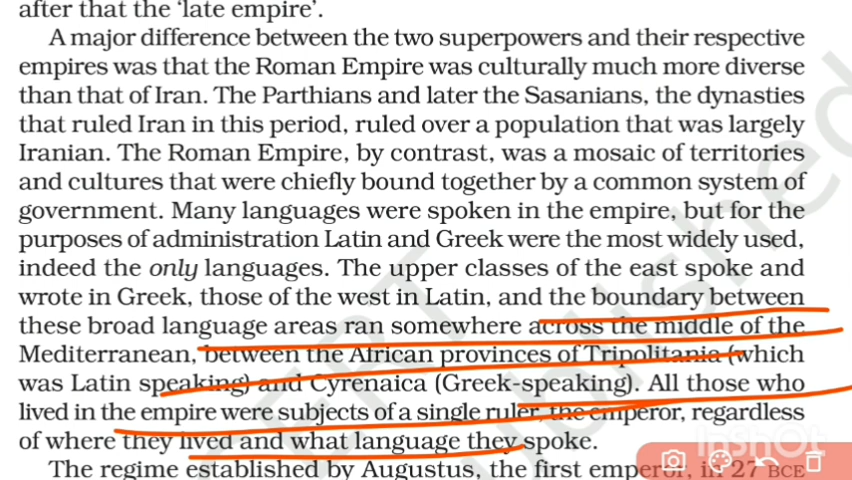 after that the 'late empire'.
A major difference between the two superpowers and their respective
empires was that the Roman Empire was culturally much more diverse
than that of Iran. The Parthians and later the Sasanians, the dynasties
that ruled Iran in this period, ruled over a population that was largely
Iranian. The Roman Empire, by contrast, was a mosaic of territories
and cultures that were chiefly bound together by a common system of
government. Many languages were spoken in the empire, but for the
purposes of administration Latin and Greek were the most widely used,
indeed the only languages. The upper classes of the east spoke and
wrote in Greek, those of the west in Latin, and the boundary between
these broad language areas ran somewhere across the middle of the
Mediterranean, between the African provinces of Tripolitania (which
was Latin speaking) and Cyrenaica (Greek-speaking). All those who
lived in the empire were subjects of a single ruler, the emperor, regardless
of where they lived and what language they spoke.
The regime established by Augustus, the first emperor, in 27 BCE
InShOt